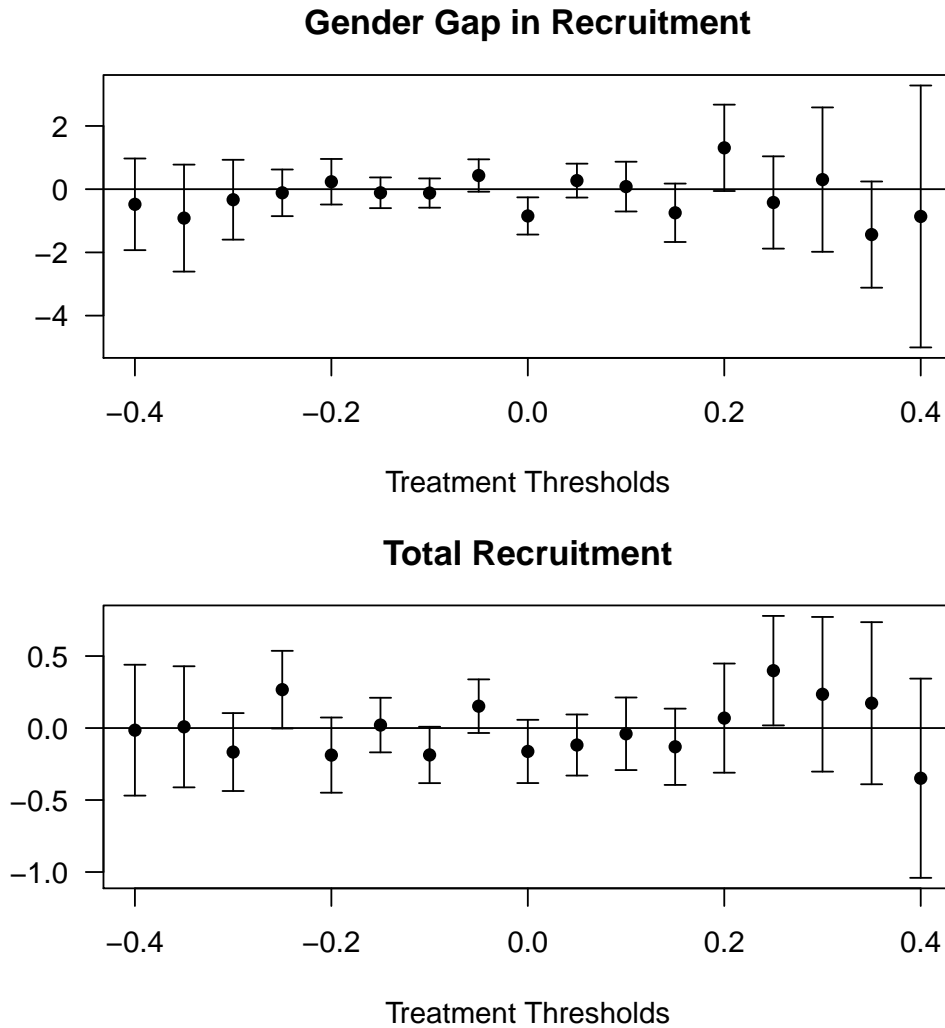 Gender Gap in Recruitment
2
0
−2
−4
−0.4 −0.2 0.0 0.2 0.4
Treatment Thresholds
Total Recruitment
0.5
0.0
−0.5
−1.0
−0.4 −0.2 0.0 0.2 0.4
Treatment Thresholds